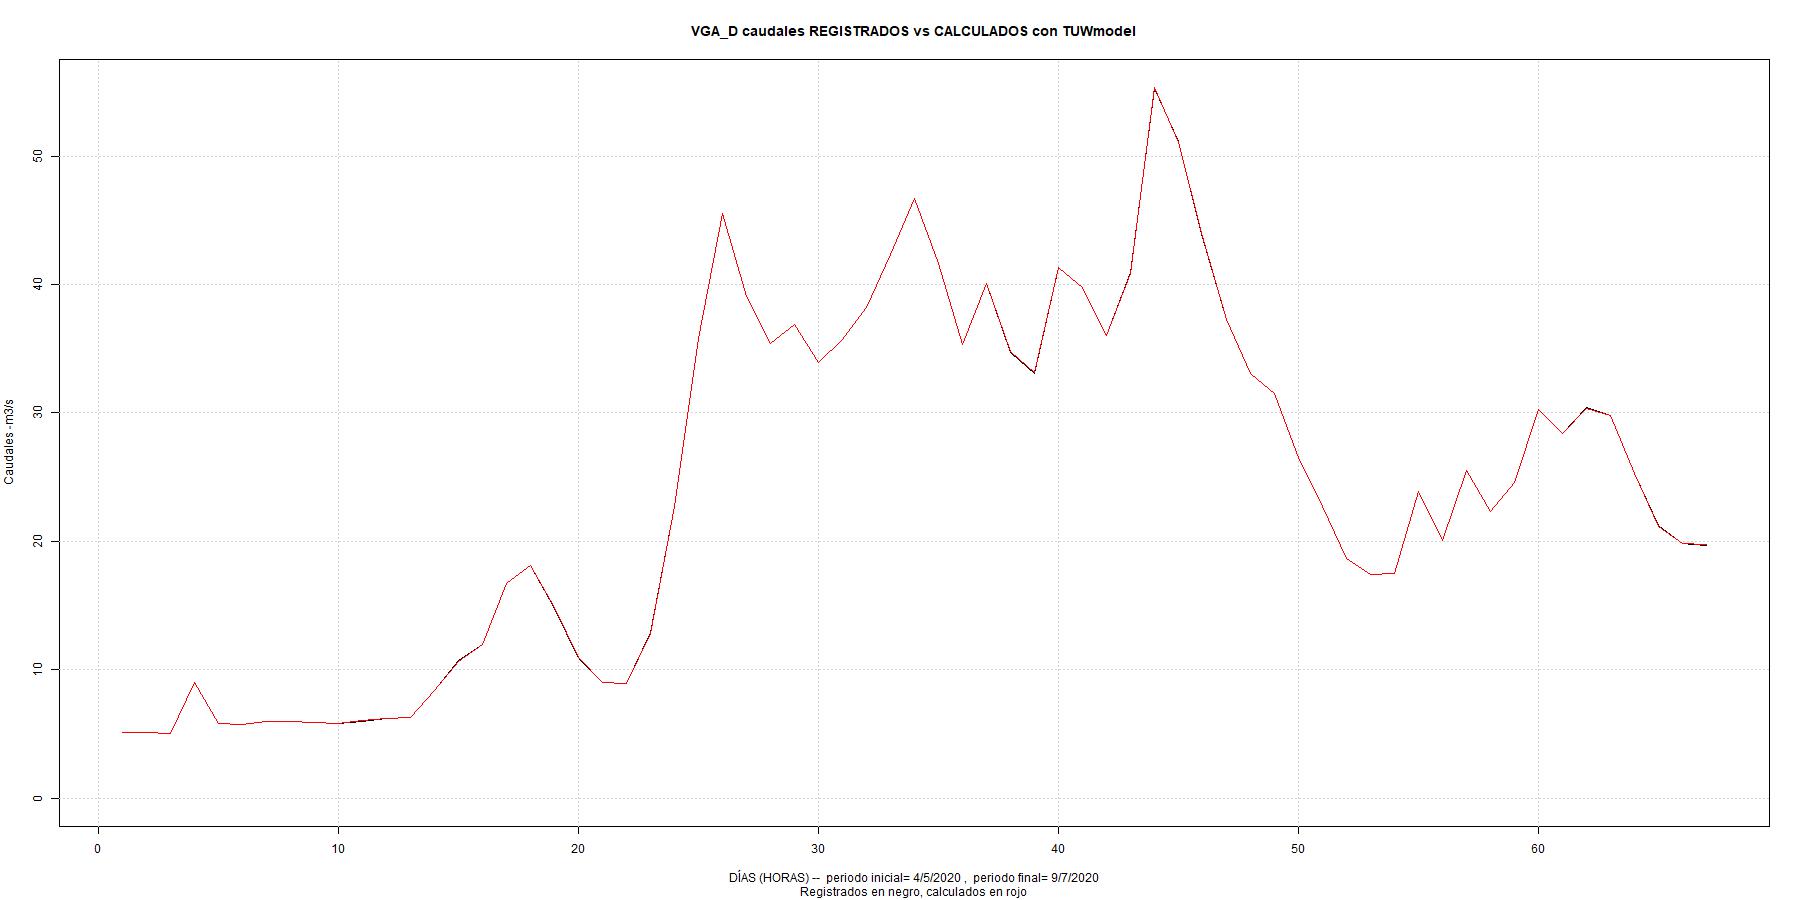 VGA_D caudales REGISTRADOS vs CALCULADOS con TUWmodel
Caudales -m3/s
50
40
30
20
10
0
0 10 20 30 40 50 60
DÍAS (HORAS) -- periodo inicial= 4/5/2020 , periodo final= 9/7/2020
Registrados en negro, calculados en rojo